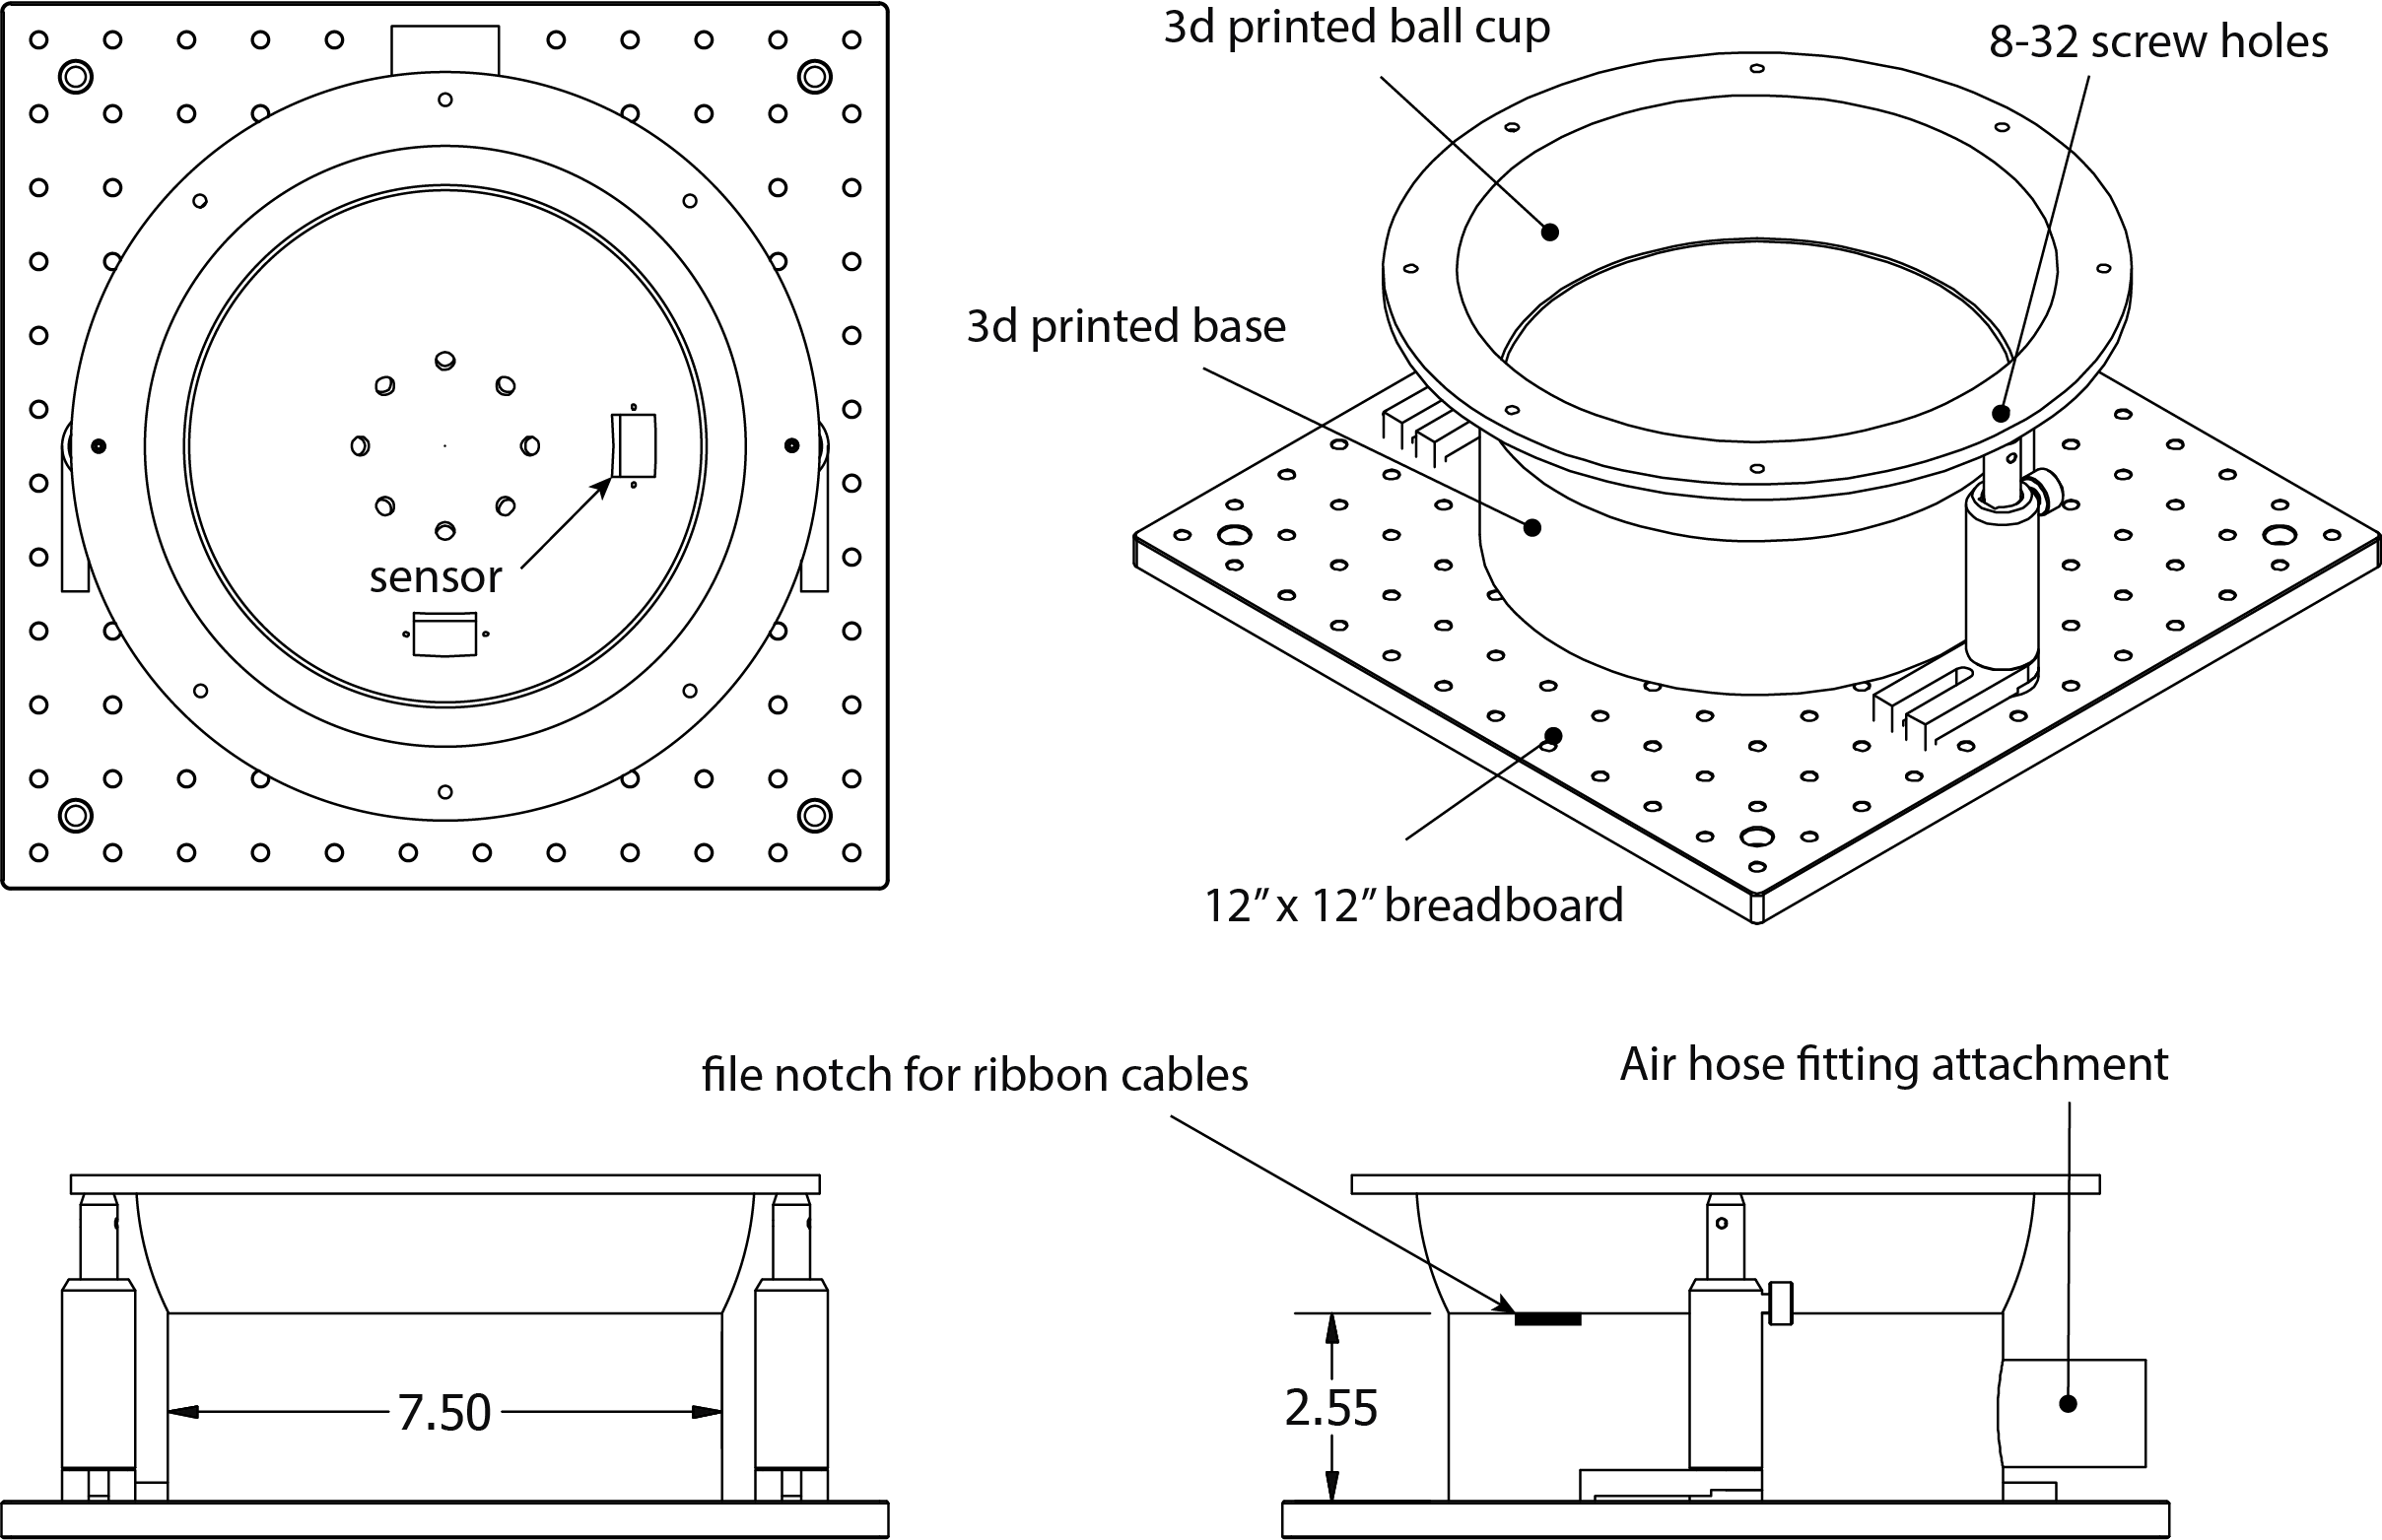 3d printed ball cup
8-32 screw holes
3d printed base
sensor
12” x 12” breadboard
file notch for ribbon cables
Air hose fitting attachment
7.50
2.55